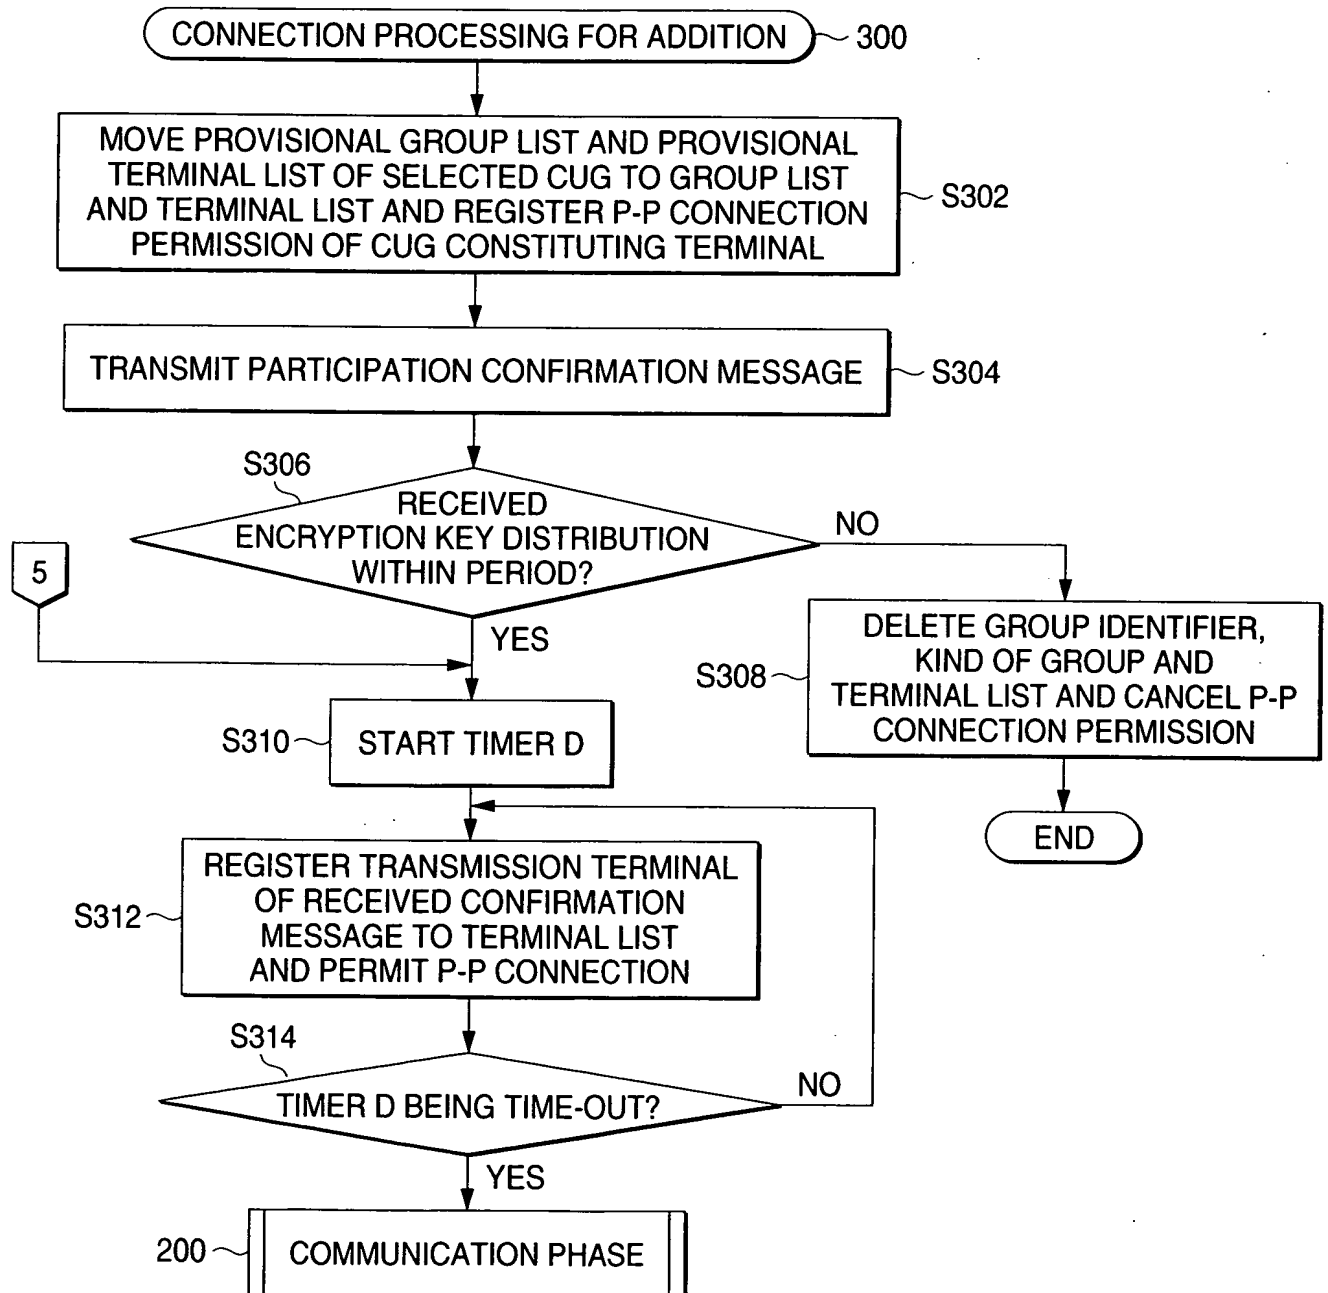 CONNECTION PROCESSING FOR ADDITION
300
MOVE PROVISIONAL GROUP LIST AND PROVISIONAL
TERMINAL LIST OF SELECTED CUG TO GROUP LIST
AND TERMINAL LIST AND REGISTER P-P CONNECTION
PERMISSION OF CUG CONSTITUTING TERMINAL
S302
TRANSMIT PARTICIPATION CONFIRMATION MESSAGE
S304
S306
RECEIVED
ENCRYPTION KEY DISTRIBUTION
WITHIN PERIOD?
NO
5
YES
DELETE GROUP IDENTIFIER,
KIND OF GROUP AND
TERMINAL LIST AND CANCEL P-P
CONNECTION PERMISSION
S308
S310
START TIMER D
END
REGISTER TRANSMISSION TERMINAL
OF RECEIVED CONFIRMATION
MESSAGE TO TERMINAL LIST
AND PERMIT P-P CONNECTION
S312
S314
TIMER D BEING TIME-OUT?
NO
YES
200
COMMUNICATION PHASE